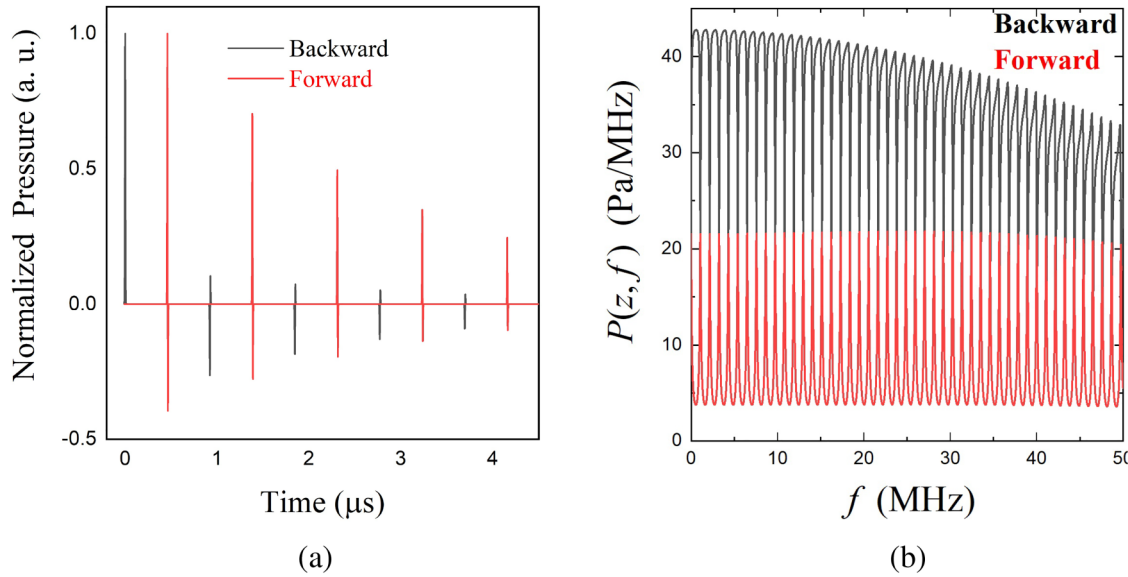 Normalized Pressure (a. u.)
1.0
0.5
0.0
-0.5
Backward
Forward
0 1 2 3 4
Time (μs)
(a)
P(z, f) (Pa/MHz)
40
30
20
10
0
Backward
Forward
0 10 20 30 40 50
f (MHz)
(b)